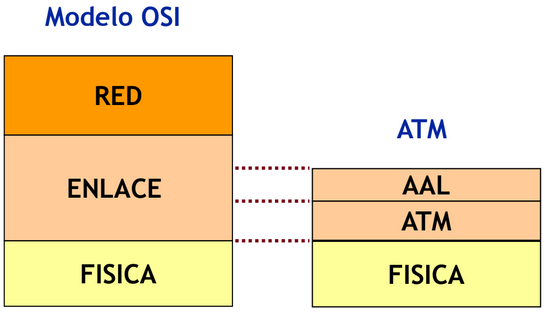 Modelo OSI
RED
ENLACE
FISICA
ATM
AAL
ATM
FISICA